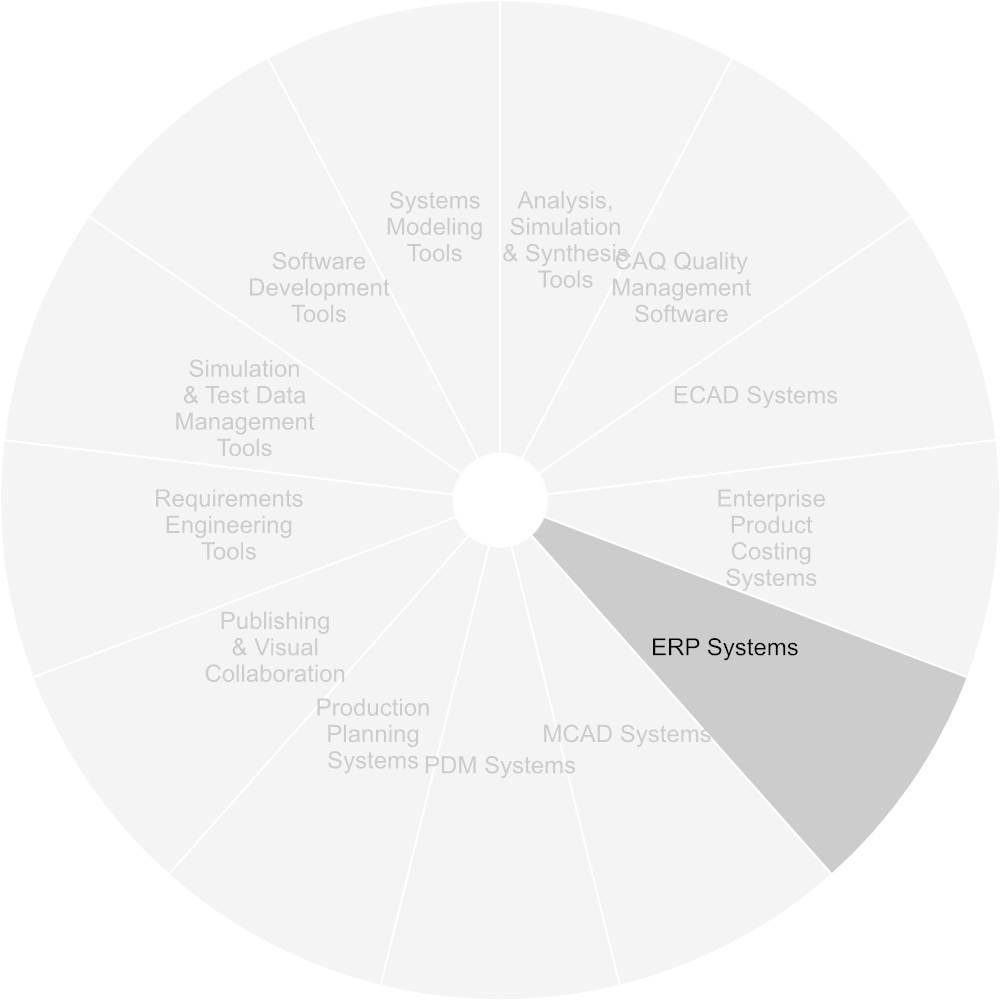 Systems
Modeling
Tools
Analysis,
Simulation
& Synthesis
Tools
CAQ Quality
Management
Software
ECAD Systems
Enterprise
Product
Costing
Systems
ERP Systems
MCAD Systems
PDM Systems
Production
Planning
Systems
Publishing
& Visual
Collaboration
Requirements
Engineering
Tools
Simulation
& Test Data
Management
Tools
Software
Development
Tools